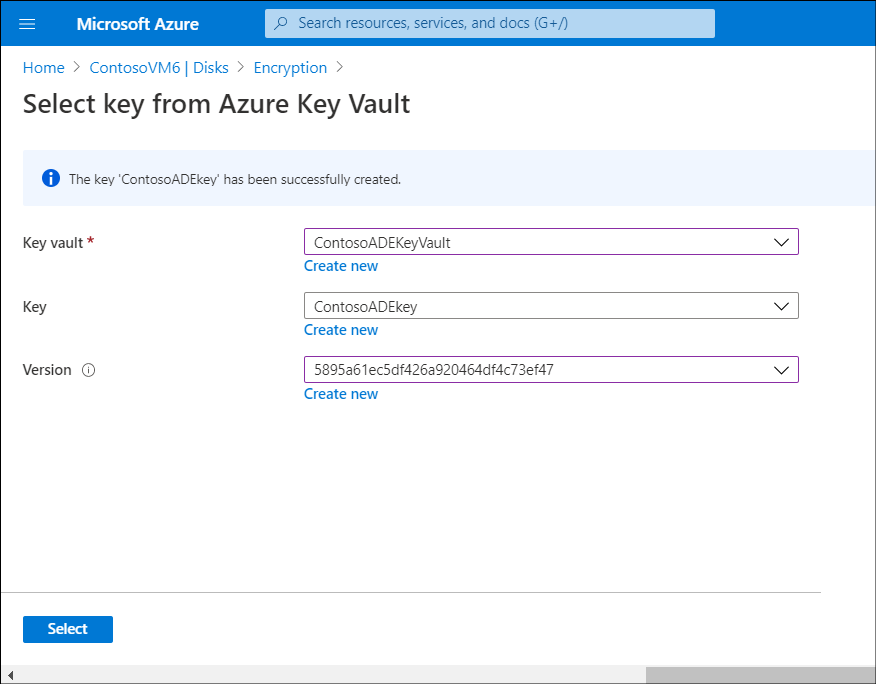 Microsoft Azure
Search resources, services, and docs (G+/)
Home > ContosoVM6 | Disks > Encryption >
Select key from Azure Key Vault
The key 'ContosoADEkey' has been successfully created.
Key vault *
ContosoADEKeyVault
Create new
Key
ContosoADEkey
Create new
Version
5895a61ec5df426a920464df4c73ef47
Create new
Select